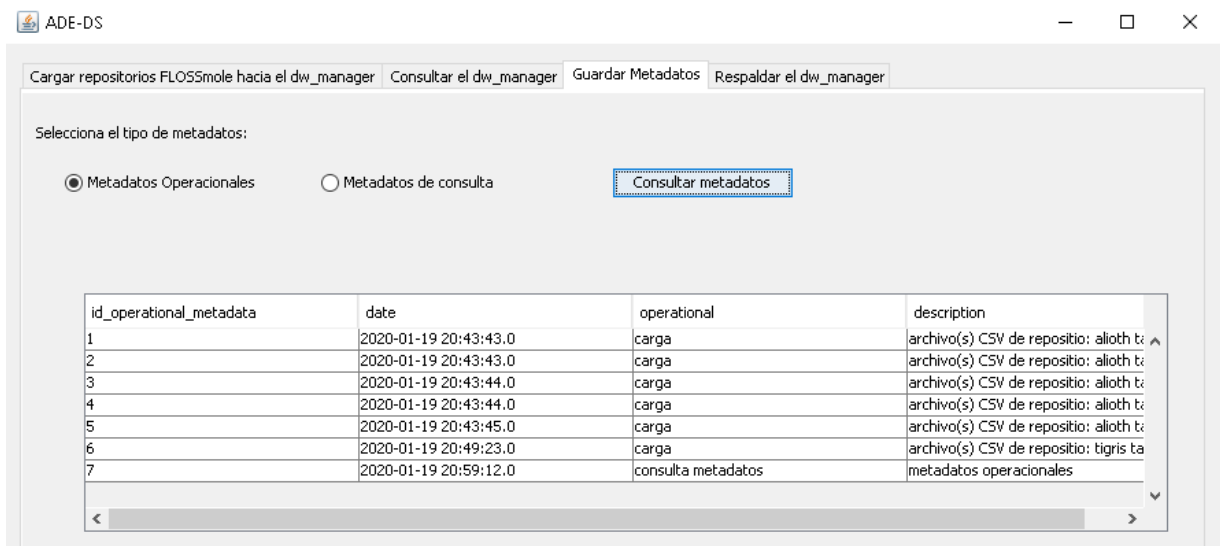 ADE-DS
Cargar repositorios FLOSSmole hacia el dw_manager Consultar el dw_manager Guardar Metadatos Respaldar el dw_manager
Selecciona el tipo de metadatos:
Metadatos Operacionales Metadatos de consulta Consultar metadatos
id_operational_metadata date operational description
1 2020-01-19 20:43:43.0 carga archivo(s) CSV de repositio: alioth ta
2 2020-01-19 20:43:43.0 carga archivo(s) CSV de repositio: alioth ta
3 2020-01-19 20:43:44.0 carga archivo(s) CSV de repositio: alioth ta
4 2020-01-19 20:43:44.0 carga archivo(s) CSV de repositio: alioth ta
5 2020-01-19 20:43:45.0 carga archivo(s) CSV de repositio: alioth ta
6 2020-01-19 20:49:23.0 carga archivo(s) CSV de repositio: tigris ta
7 2020-01-19 20:59:12.0 consulta metadatos metadatos operacionales